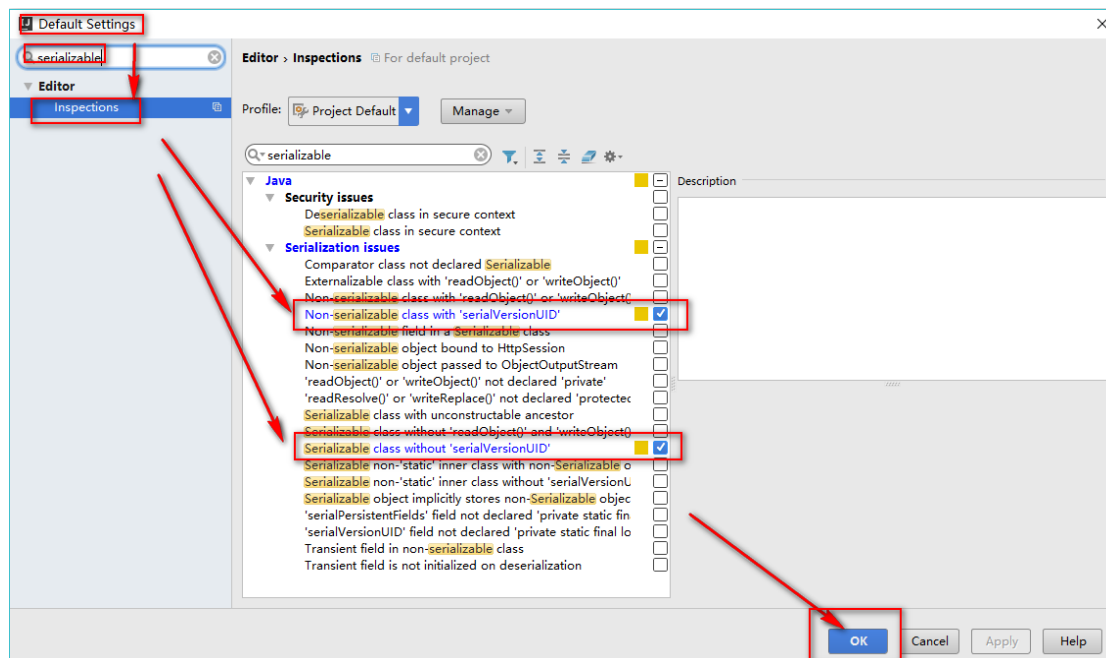 Default Settings
serializable
Editor
Inspections
Editor › Inspections For default project
Profile: Project Default Manage
serializable
Java
Security issues
Deserializable class in secure context
Serializable class in secure context
Serialization issues
Comparator class not declared Serializable
Externalizable class with 'readObject()' or 'writeObject()'
Non-serializable class with 'readObject()' or 'writeObject(
Non-serializable class with 'serialVersionUID'
Non-serializable field in a Serializable class
Non-serializable object bound to HttpSession
Non-serializable object passed to ObjectOutputStream
'readObject()' or 'writeObject()' not declared 'private'
'readResolve()' or 'writeReplace()' not declared 'protected
Serializable class with unconstructable ancestor
Serializable class without 'readObject()' and 'writeObject()
Serializable class without 'serialVersionUID'
Serializable non-'static' inner class with non-Serializable o
Serializable non-'static' inner class without 'serialVersionU
Serializable object implicitly stores non-Serializable objec
'serialPersistentFields' field not declared 'private static fin
'serialVersionUID' field not declared 'private static final lo
Transient field in non-serializable class
Transient field is not initialized on deserialization
Description
OK Cancel Apply Help